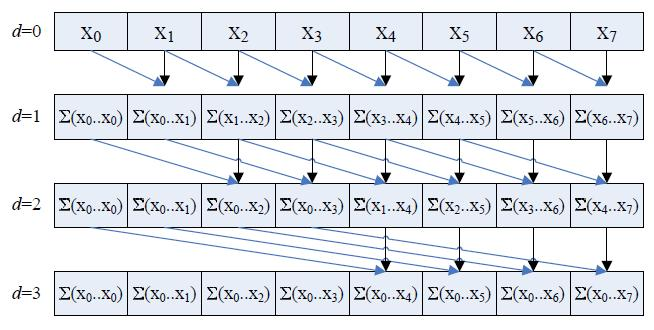 d=0 x₀ x₁ x₂ x₃ x₄ x₅ x₆ x₇
d=1 Σ(x₀..x₀) Σ(x₀..x₁) Σ(x₁..x₂) Σ(x₂..x₃) Σ(x₃..x₄) Σ(x₄..x₅) Σ(x₅..x₆) Σ(x₆..x₇)
d=2 Σ(x₀..x₀) Σ(x₀..x₁) Σ(x₀..x₂) Σ(x₀..x₃) Σ(x₁..x₄) Σ(x₂..x₅) Σ(x₃..x₆) Σ(x₄..x₇)
d=3 Σ(x₀..x₀) Σ(x₀..x₁) Σ(x₀..x₂) Σ(x₀..x₃) Σ(x₀..x₄) Σ(x₀..x₅) Σ(x₀..x₆) Σ(x₀..x₇)